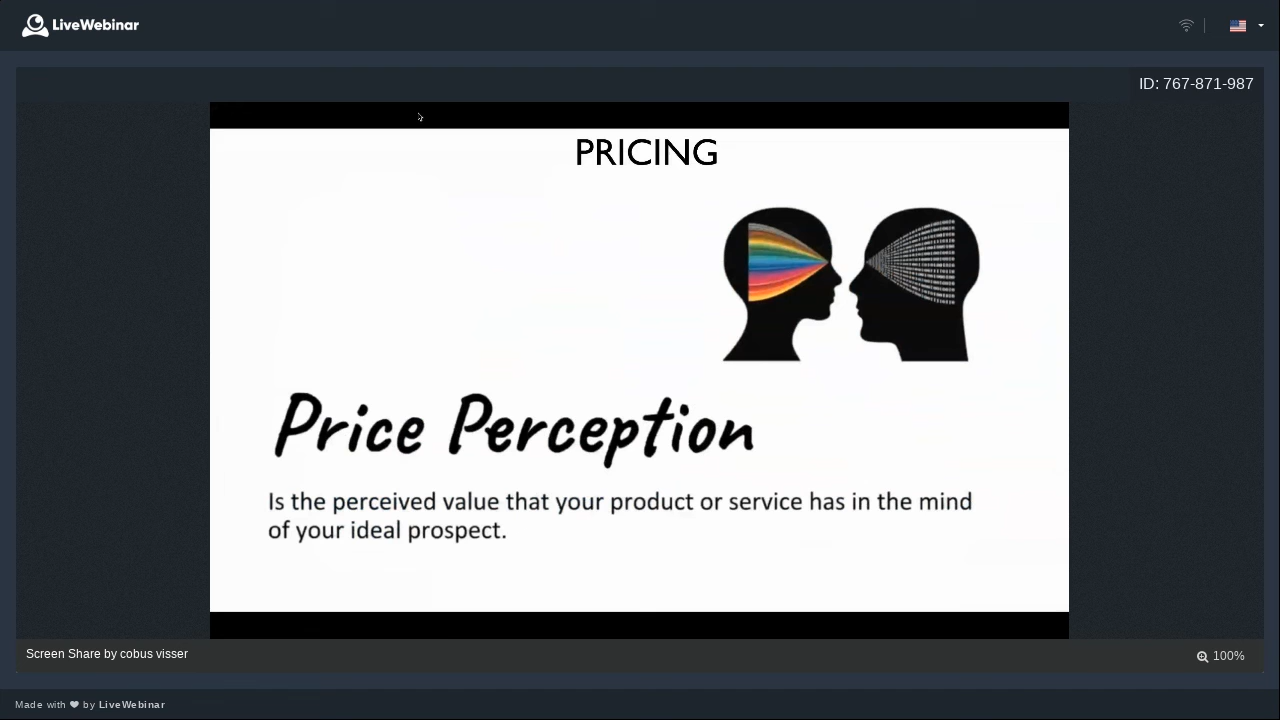 LiveWebinar
ID: 767-871-987
PRICING
Price Perception
Is the perceived value that your product or service has in the mind
of your ideal prospect.
Screen Share by cobus visser
100%
Made with ❤ by LiveWebinar